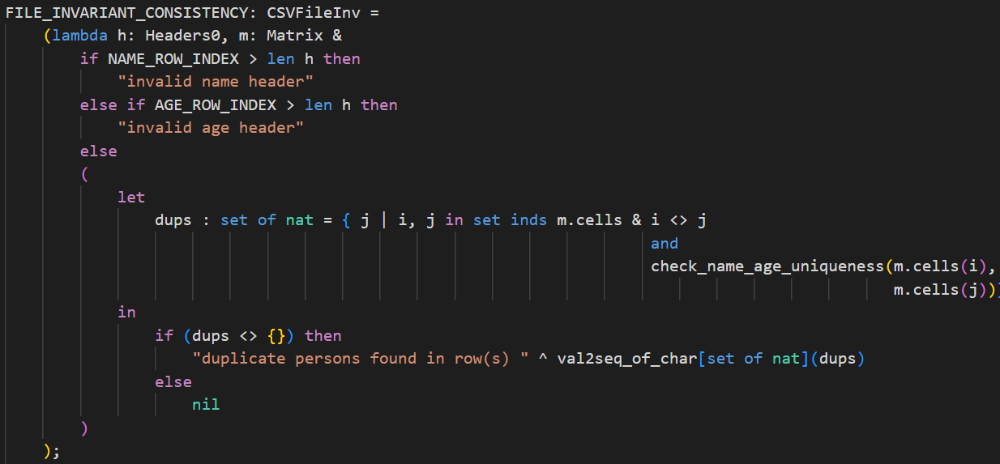 FILE_INVARIANT_CONSISTENCY: CSVFileInv =
(lambda h: Headers0, m: Matrix &
if NAME_ROW_INDEX > len h then
"invalid name header"
else if AGE_ROW_INDEX > len h then
"invalid age header"
else
(
let
dups : set of nat = { j | i, j in set inds m.cells & i <> j
and
check_name_age_uniqueness(m.cells(i),
m.cells(j))}
in
if (dups <> {}) then
"duplicate persons found in row(s) " ^ val2seq_of_char[set of nat](dups)
else
nil
)
);